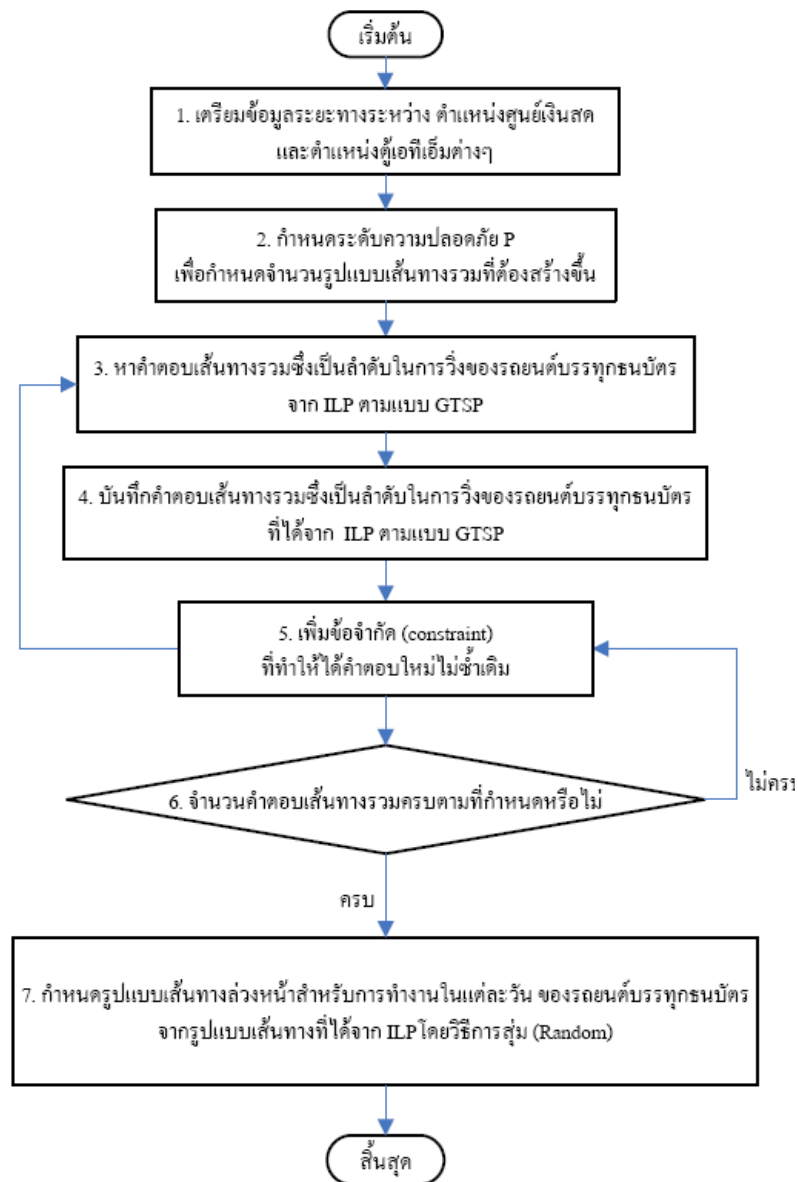 เริ่มต้น
1. เตรียมข้อมูลระยะทางระหว่าง ตำแหน่งศูนย์เงินสด
และตำแหน่งตู้เอทีเอ็มต่างๆ
2. กำหนดระดับความปลอดภัย P
เพื่อกำหนดจำนวนรูปแบบเส้นทางรวมที่ต้องสร้างขึ้น
3. หาคำตอบเส้นทางรวมซึ่งเป็นลำดับในการวิ่งของรถยนต์บรรทุกธนบัตร
จาก ILP ตามแบบ GTSP
4. บันทึกคำตอบเส้นทางรวมซึ่งเป็นลำดับในการวิ่งของรถยนต์บรรทุกธนบัตร
ที่ได้จาก ILP ตามแบบ GTSP
5. เพิ่มข้อจำกัด (constraint)
ที่ทำให้ได้คำตอบใหม่ไม่ซ้ำเดิม
6. จำนวนคำตอบเส้นทางรวมครบตามที่กำหนดหรือไม่
ไม่ครบ
ครบ
7. กำหนดรูปแบบเส้นทางล่วงหน้าสำหรับการทำงานในแต่ละวัน ของรถยนต์บรรทุกธนบัตร
จากรูปแบบเส้นทางที่ได้จาก ILP โดยวิธีการสุ่ม (Random)
สิ้นสุด